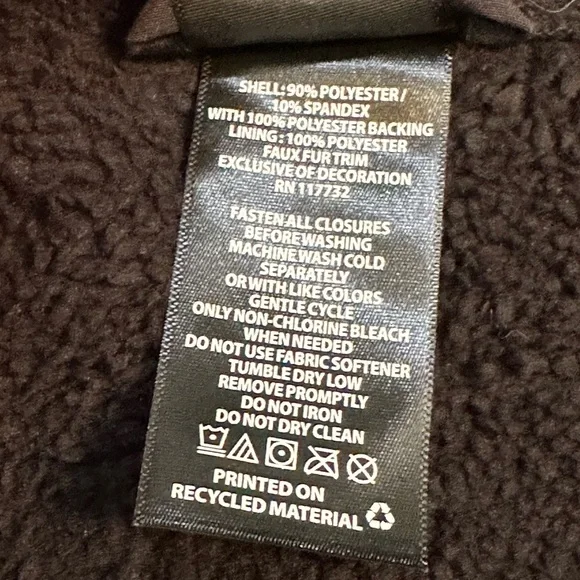 SHELL: 90% POLYESTER /
10% SPANDEX
WITH 100% POLYESTER BACKING
LINING : 100% POLYESTER
FAUX FUR TRIM
EXCLUSIVE OF DECORATION
RN 117732
FASTEN ALL CLOSURES
BEFORE WASHING
MACHINE WASH COLD
SEPARATELY
OR WITH LIKE COLORS
GENTLE CYCLE
ONLY NON-CHLORINE BLEACH
WHEN NEEDED
DO NOT USE FABRIC SOFTENER
TUMBLE DRY LOW
REMOVE PROMPTLY
DO NOT IRON
DO NOT DRY CLEAN
PRINTED ON
RECYCLED MATERIAL